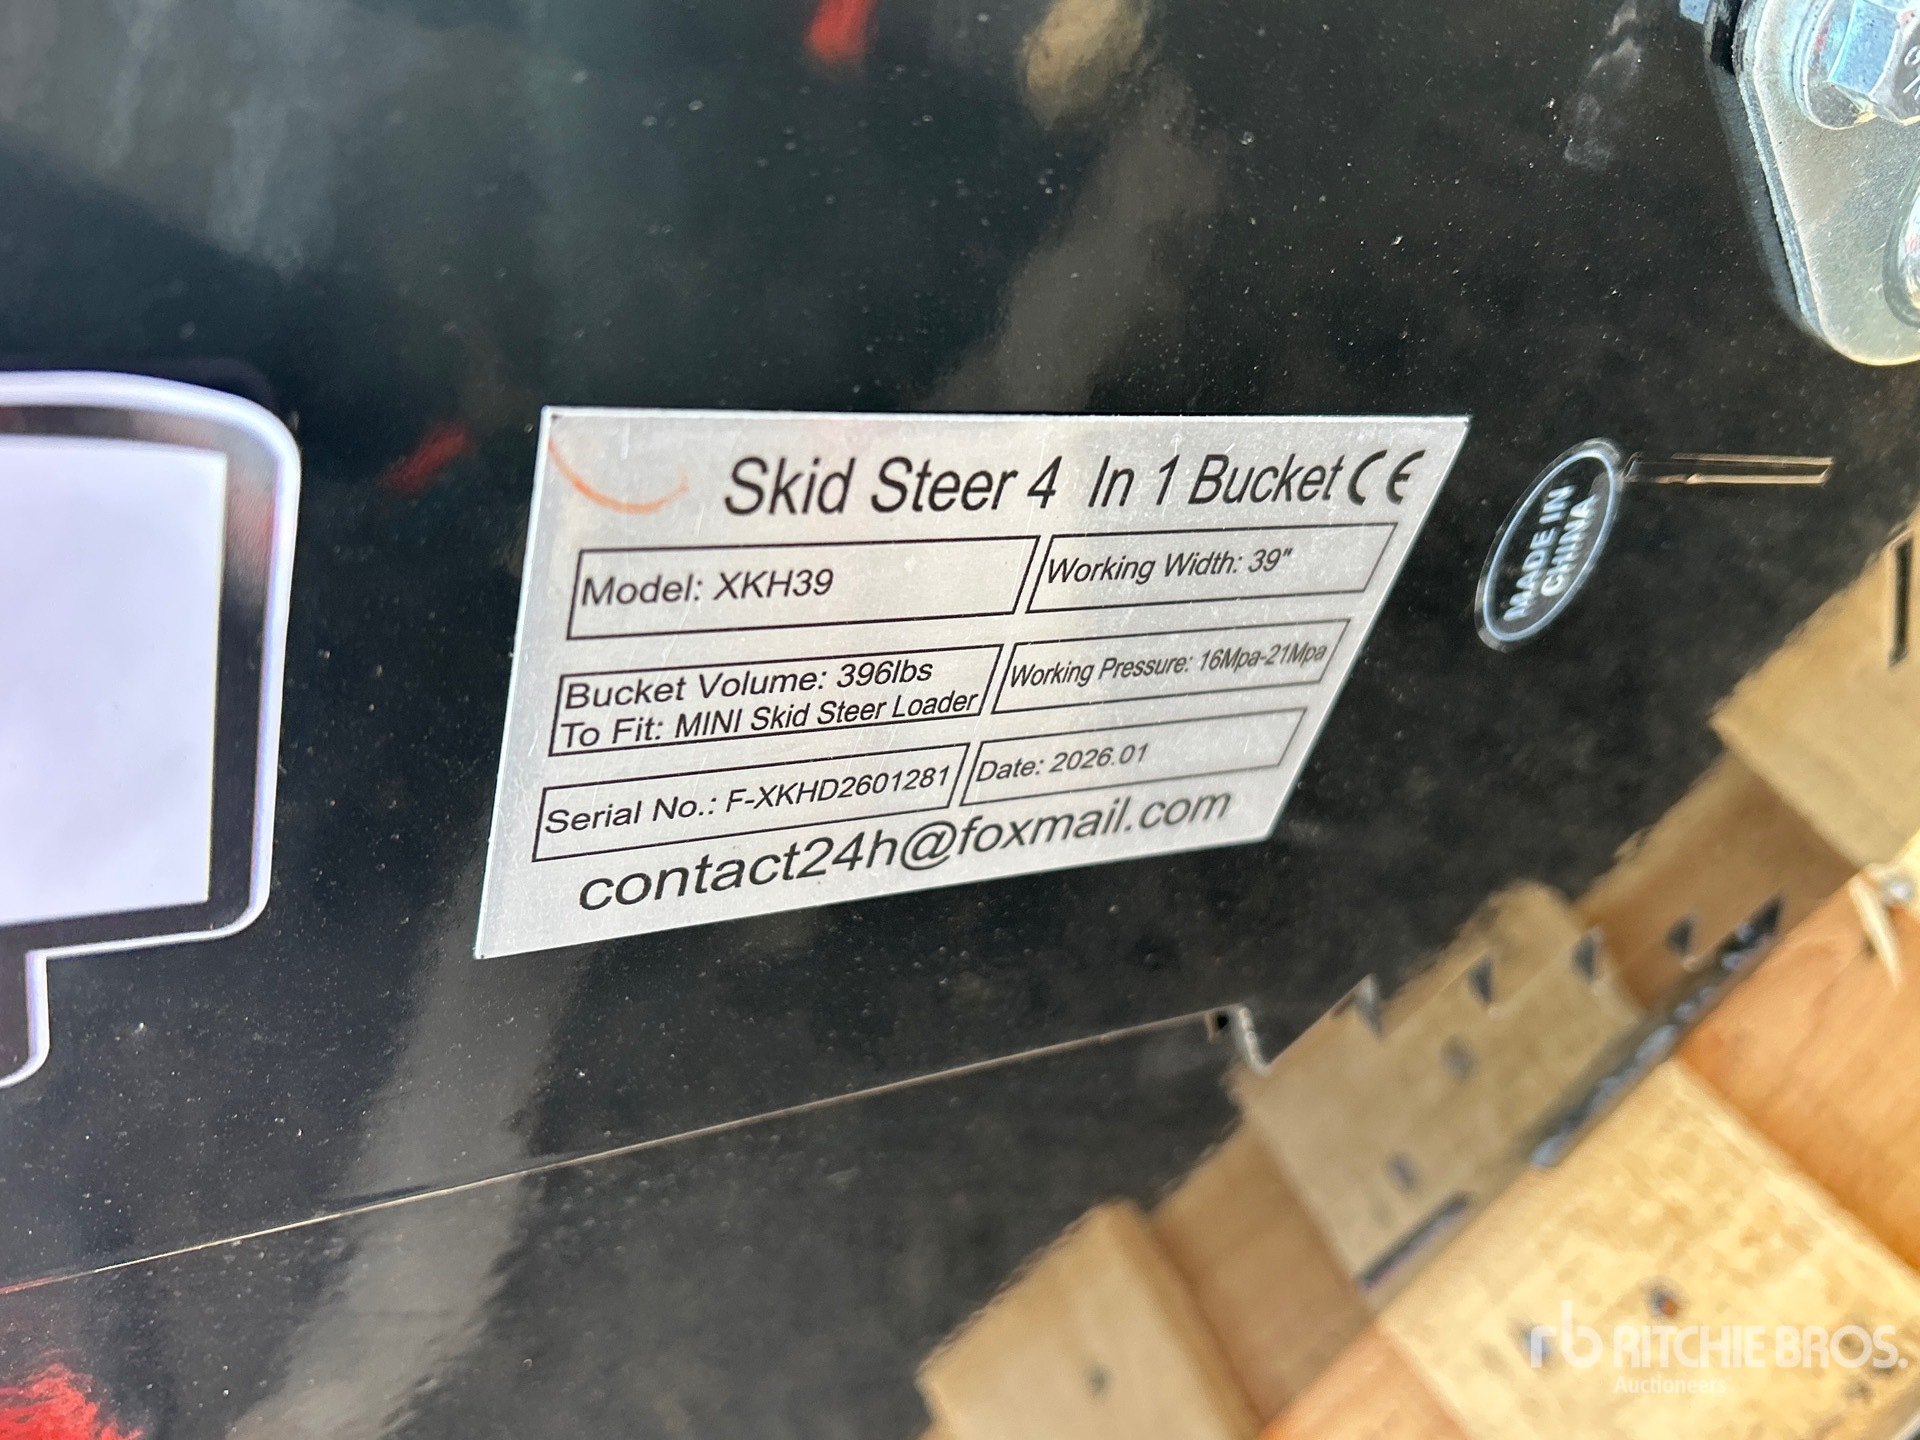 Skid Steer 4 In 1 Bucket CE
Model: XKH39
Working Width: 39"
Bucket Volume: 396lbs
To Fit: MINI Skid Steer Loader
Working Pressure: 16Mpa-21Mpa
Serial No.: F-XKHD2601281
Date: 2026.01
contact24h@foxmail.com
MADE IN
CHINA
rb RITCHIE BROS.
Auctioneers